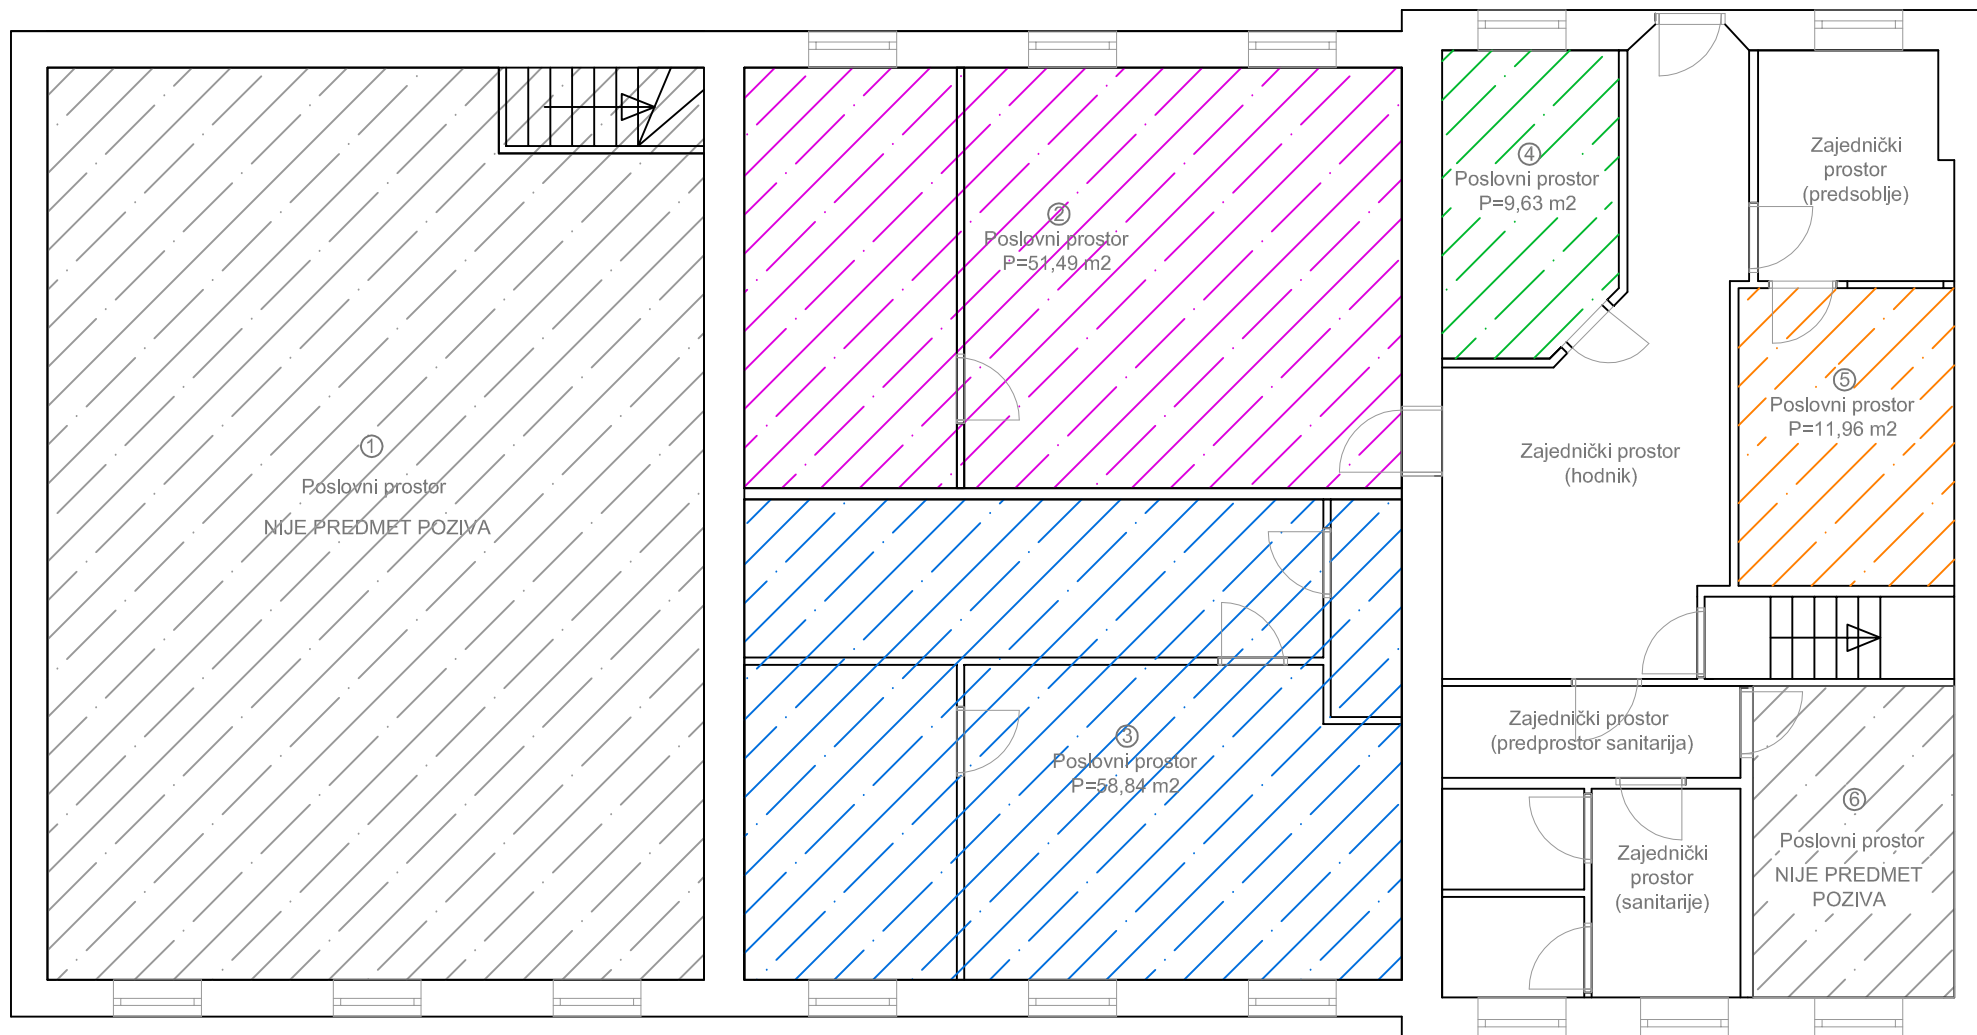 1
Poslovni prostor
NIJE PREDMET POZIVA
2
Poslovni prostor
P=51,49 m2
3
Poslovni prostor
P=58,84 m2
4
Poslovni prostor
P=9,63 m2
Zajednički
prostor
(predsoblje)
5
Poslovni prostor
P=11,96 m2
Zajednički prostor
(hodnik)
Zajednički prostor
(predprostor sanitarija)
Zajednički
prostor
(sanitarije)
6
Poslovni prostor
NIJE PREDMET
POZIVA